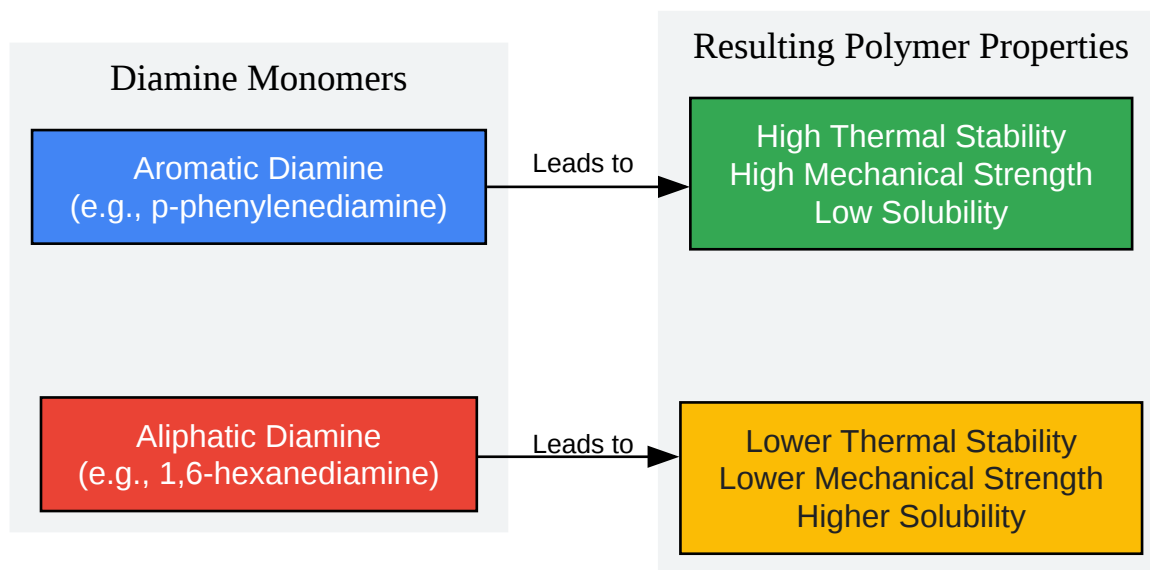 Diamine Monomers
Aromatic Diamine
(e.g., p-phenylenediamine)
Aliphatic Diamine
(e.g., 1,6-hexanediamine)
Leads to
Leads to
Resulting Polymer Properties
High Thermal Stability
High Mechanical Strength
Low Solubility
Lower Thermal Stability
Lower Mechanical Strength
Higher Solubility